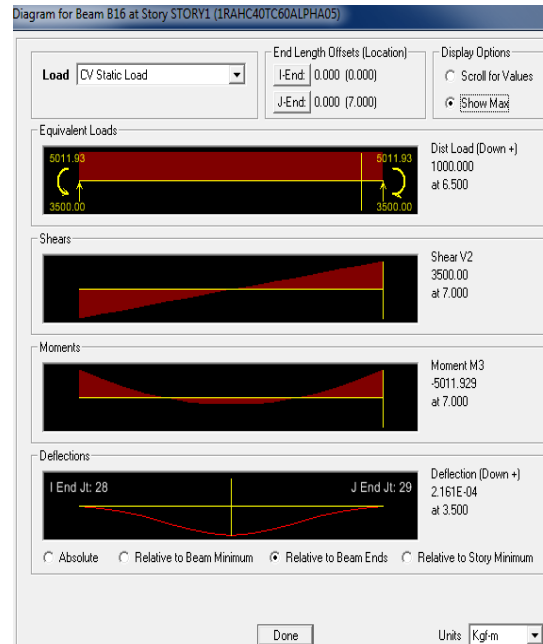 Diagram for Beam B16 at Story STORY1 (1RAHC40TC60ALPHA05)
Load CV Static Load
End Length Offsets (Location)
I-End: 0.000 (0.000)
J-End: 0.000 (7.000)
Display Options
Scroll for Values
Show Max
Equivalent Loads
5011.93 5011.93
3500.00 3500.00
Dist Load (Down +)
1000.000
at 6.500
Shears
Shear V2
3500.00
at 7.000
Moments
Moment M3
-5011.929
at 7.000
Deflections
I End Jt: 28 J End Jt: 29
Deflection (Down +)
2.161E-04
at 3.500
Absolute Relative to Beam Minimum Relative to Beam Ends Relative to Story Minimum
Done Units Kgf-m